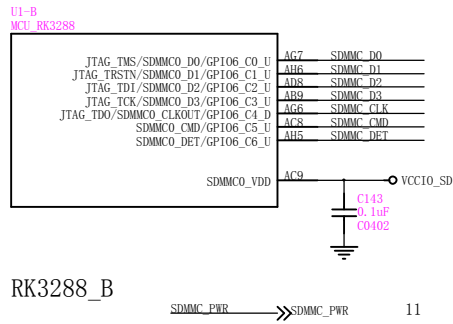 U1-B
MCU_RK3288
JTAG_TMS/SDMMC0_D0/GPIO6_C0_U AG7 SDMMC_D0
JTAG_TRSTN/SDMMC0_D1/GPIO6_C1_U AH6 SDMMC_D1
JTAG_TDI/SDMMC0_D2/GPIO6_C2_U AD8 SDMMC_D2
JTAG_TCK/SDMMC0_D3/GPIO6_C3_U AB9 SDMMC_D3
JTAG_TDO/SDMMC0_CLKOUT/GPIO6_C4_D AG6 SDMMC_CLK
SDMMC0_CMD/GPIO6_C5_U AC8 SDMMC_CMD
SDMMC0_DET/GPIO6_C6_U AH5 SDMMC_DET
SDMMC0_VDD AC9 VCCIO_SD
C143
0.1uF
C0402
RK3288_B
SDMMC_PWR SDMMC_PWR 11